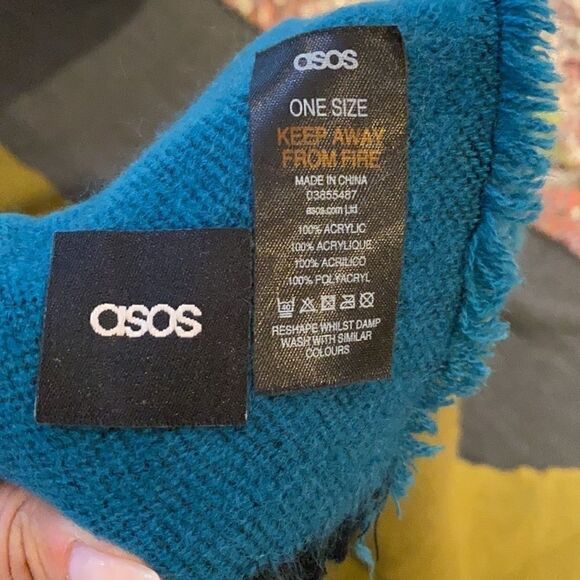 asos
ONE SIZE
KEEP AWAY
FROM FIRE
MADE IN CHINA
03855487
asos.com Ltd
100% ACRYLIC
100% ACRYLIQUE
100% ACRILICO
100% POLYACRYL
40
RESHAPE WHILST DAMP
WASH WITH SIMILAR
COLOURS
asos